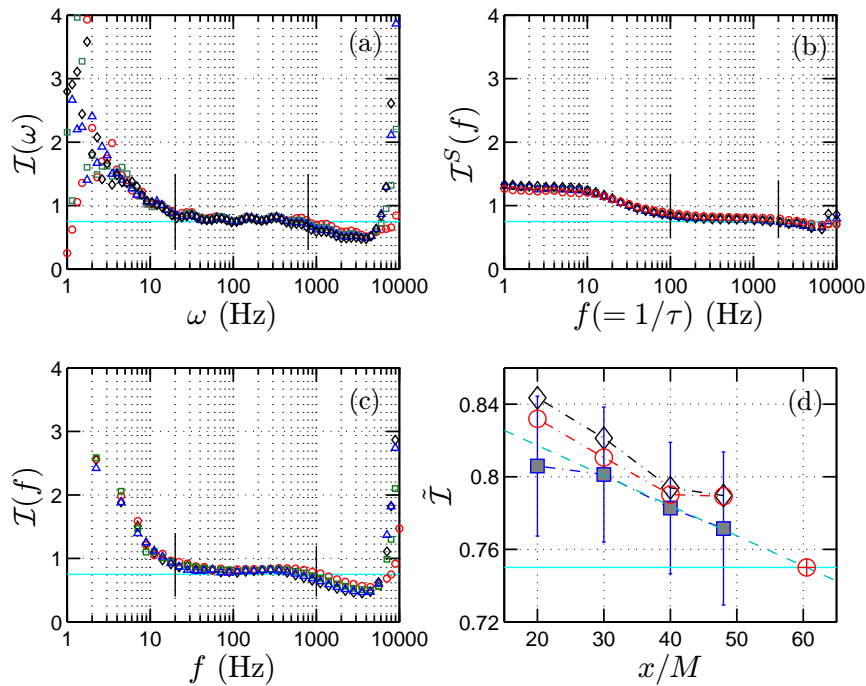 4
3
2
1
0
I(ω)
(a)
1 10 100 1000 10000
ω (Hz)
4
3
2
1
0
I^S(f)
(b)
1 10 100 1000 10000
f(= 1/τ) (Hz)
4
3
2
1
0
I(f)
(c)
1 10 100 1000 10000
f (Hz)
0.84
0.8
0.76
0.72
Ĩ
(d)
20 30 40 50 60
x/M